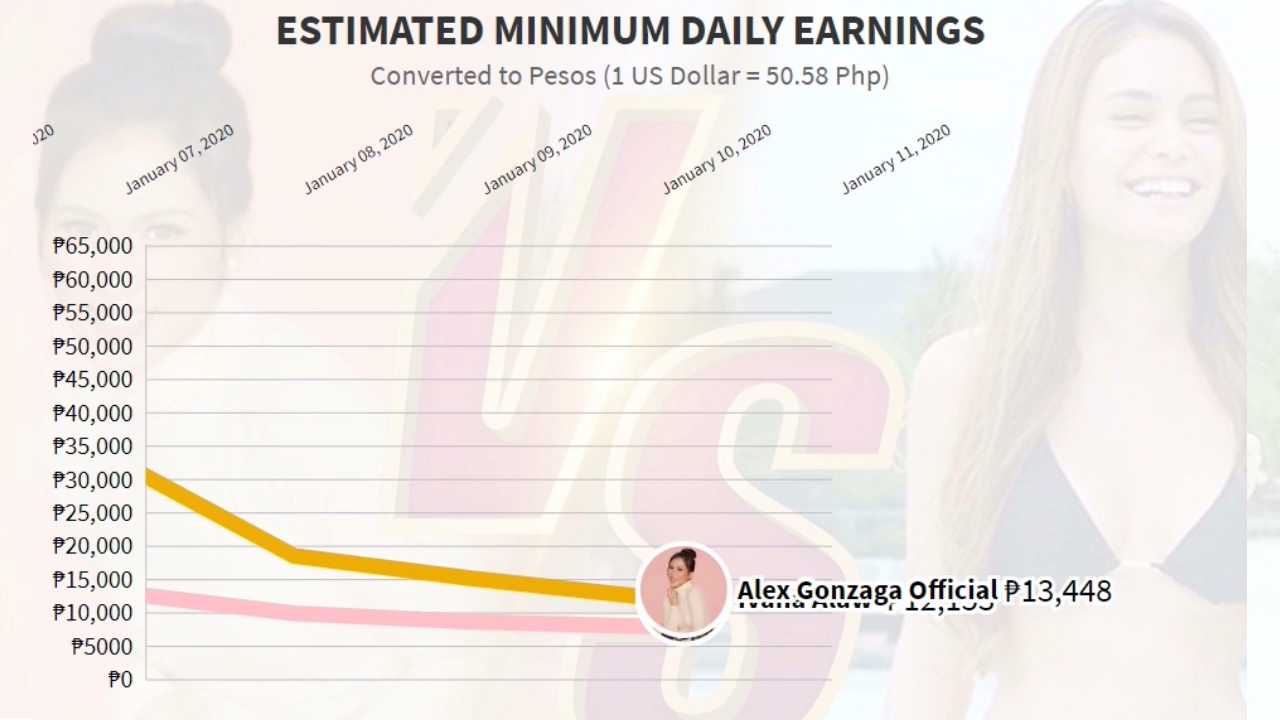 ESTIMATED MINIMUM DAILY EARNINGS
Converted to Pesos (1 US Dollar = 50.58 Php)
020
January 07, 2020
January 08, 2020
January 09, 2020
January 10, 2020
January 11, 2020
₱65,000
₱60,000
₱55,000
₱50,000
₱45,000
₱40,000
₱35,000
₱30,000
₱25,000
₱20,000
₱15,000
₱10,000
₱5000
₱0
VS
Alex Gonzaga Official ₱13,448